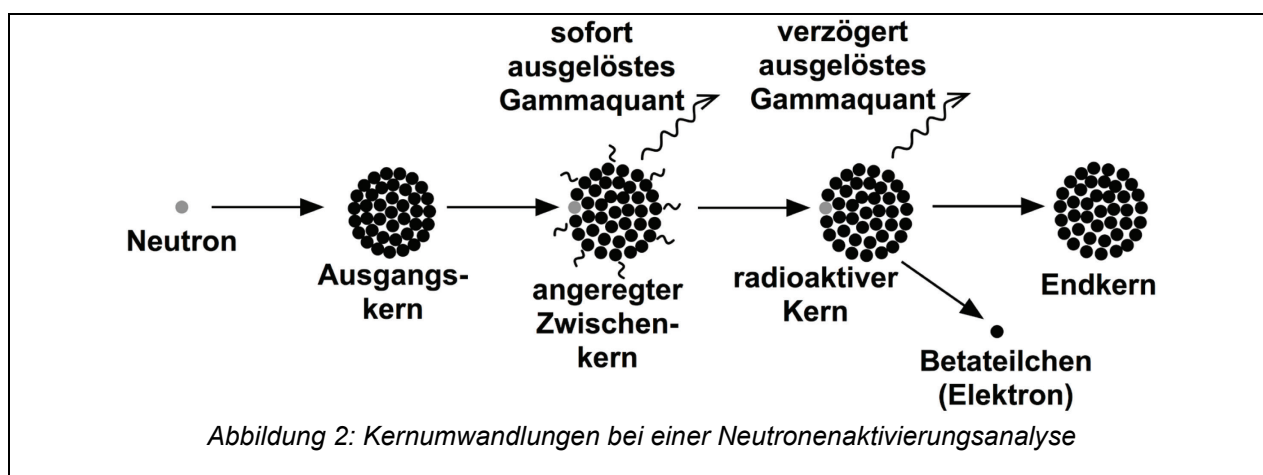 sofort
ausgelöstes
Gammaquant
verzögert
ausgelöstes
Gammaquant
Neutron
Ausgangs-
kern
angeregter
Zwischen-
kern
radioaktiver
Kern
Endkern
Betateilchen
(Elektron)
Abbildung 2: Kernumwandlungen bei einer Neutronenaktivierungsanalyse